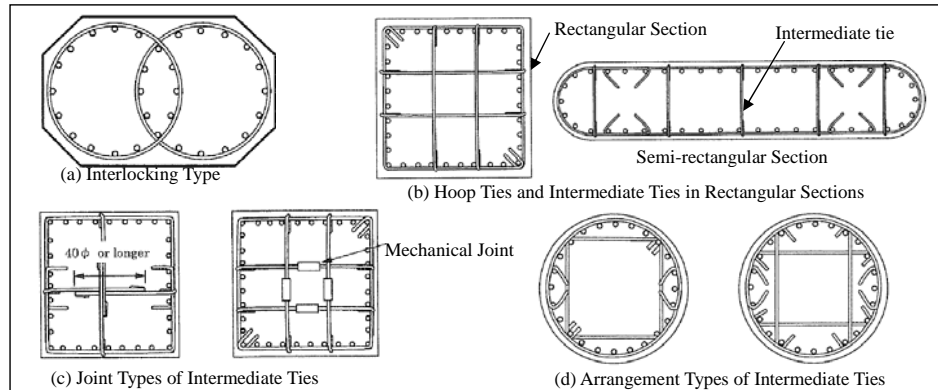 Rectangular Section
Intermediate tie
Semi-rectangular Section
(a) Interlocking Type
(b) Hoop Ties and Intermediate Ties in Rectangular Sections
40ϕ or longer
Mechanical Joint
(c) Joint Types of Intermediate Ties
(d) Arrangement Types of Intermediate Ties